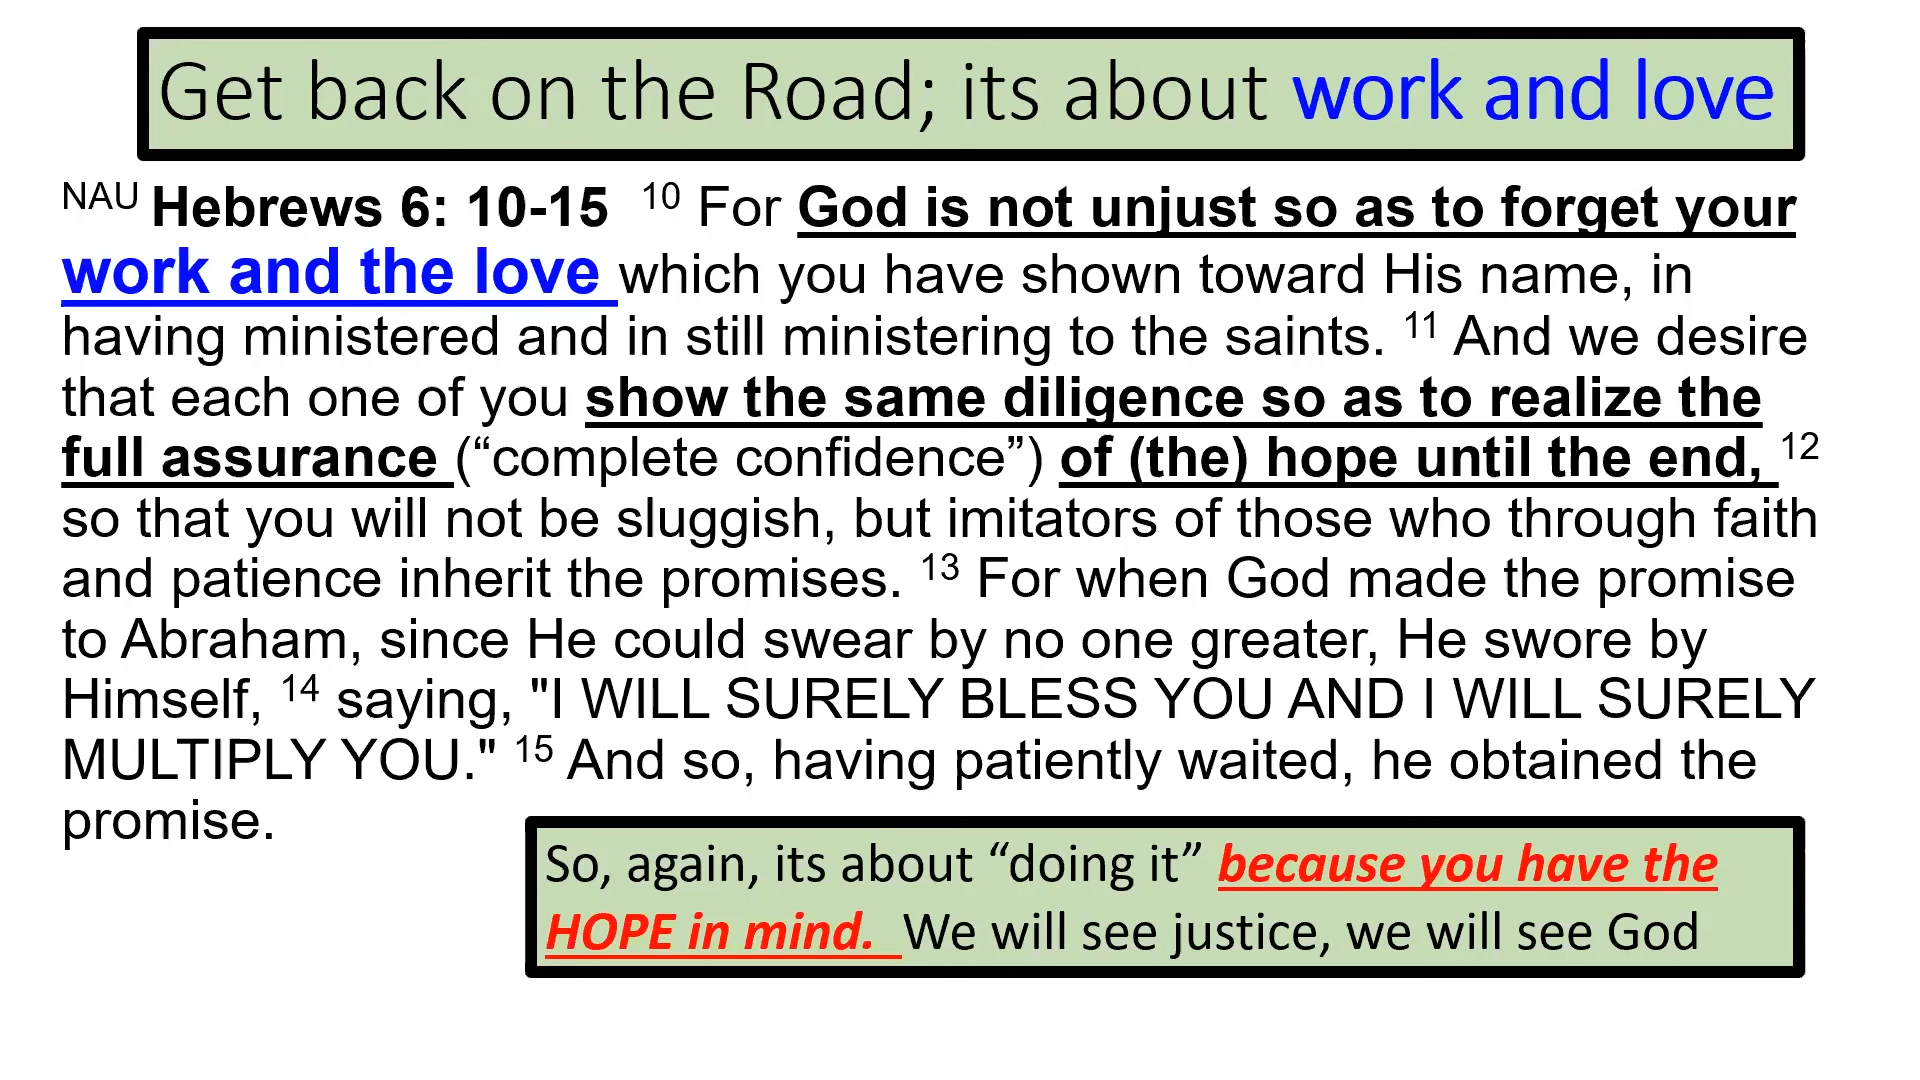 Get back on the Road; its about work and love
NAU Hebrews 6: 10-15 10 For God is not unjust so as to forget your
work and the love which you have shown toward His name, in
having ministered and in still ministering to the saints. 11 And we desire
that each one of you show the same diligence so as to realize the
full assurance (“complete confidence”) of (the) hope until the end, 12
so that you will not be sluggish, but imitators of those who through faith
and patience inherit the promises. 13 For when God made the promise
to Abraham, since He could swear by no one greater, He swore by
Himself, 14 saying, "I WILL SURELY BLESS YOU AND I WILL SURELY
MULTIPLY YOU." 15 And so, having patiently waited, he obtained the
promise.
So, again, its about “doing it” because you have the
HOPE in mind. We will see justice, we will see God